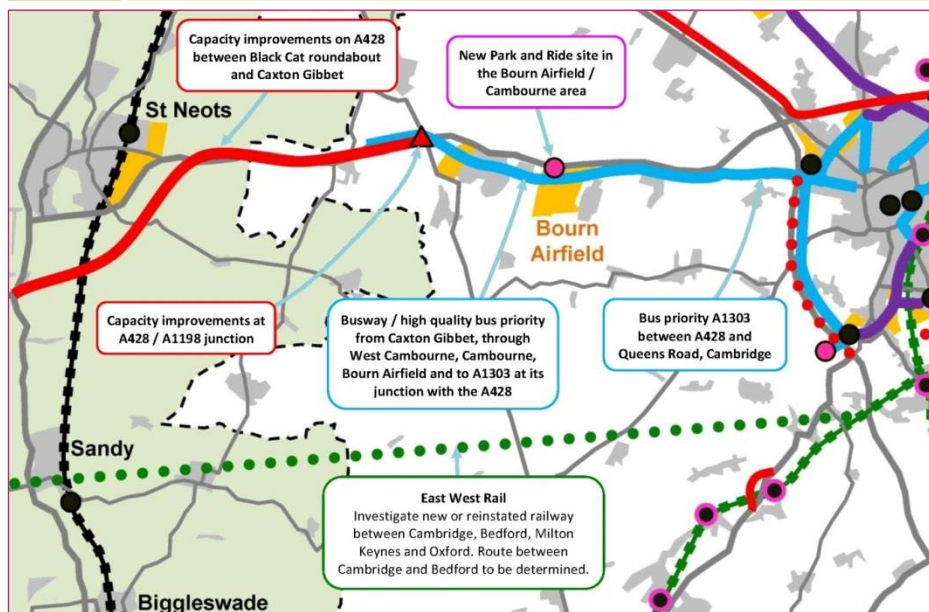 Capacity improvements on A428
between Black Cat roundabout
and Caxton Gibbet
New Park and Ride site in
the Bourn Airfield /
Cambourne area
St Neots
Bourn
Airfield
Capacity improvements at
A428 / A1198 junction
Busway / high quality bus priority
from Caxton Gibbet, through
West Cambourne, Cambourne,
Bourn Airfield and to A1303 at its
junction with the A428
Bus priority A1303
between A428 and
Queens Road, Cambridge
Sandy
East West Rail
Investigate new or reinstated railway
between Cambridge, Bedford, Milton
Keynes and Oxford. Route between
Cambridge and Bedford to be determined.
Biggleswade